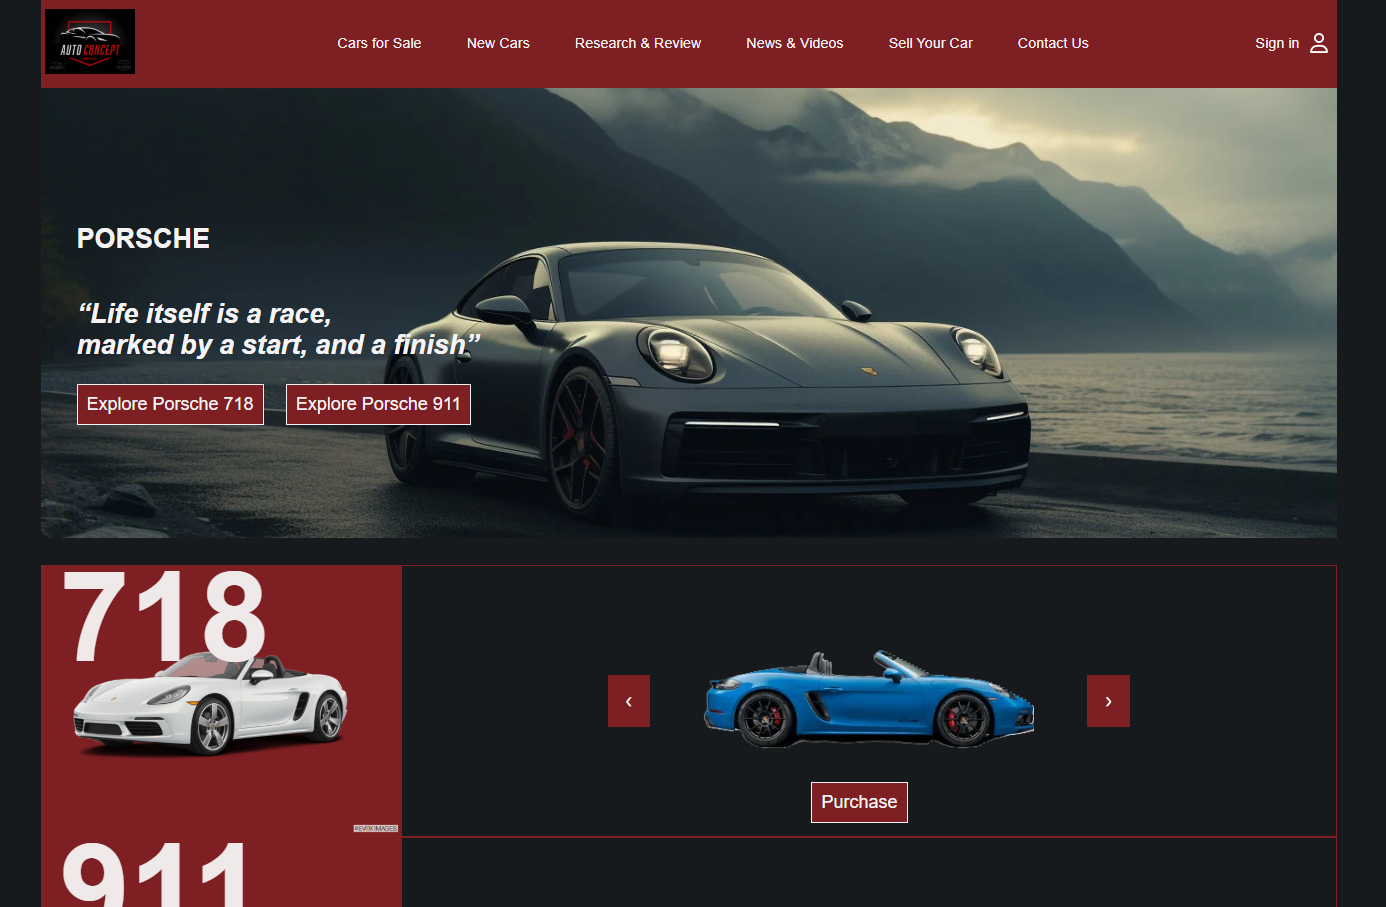 AUTO CONCEPT
Cars for Sale
New Cars
Research & Review
News & Videos
Sell Your Car
Contact Us
Sign in
PORSCHE
“Life itself is a race,
marked by a start, and a finish”
Explore Porsche 718
Explore Porsche 911
718
‹
›
Purchase
©EVOX IMAGES
911